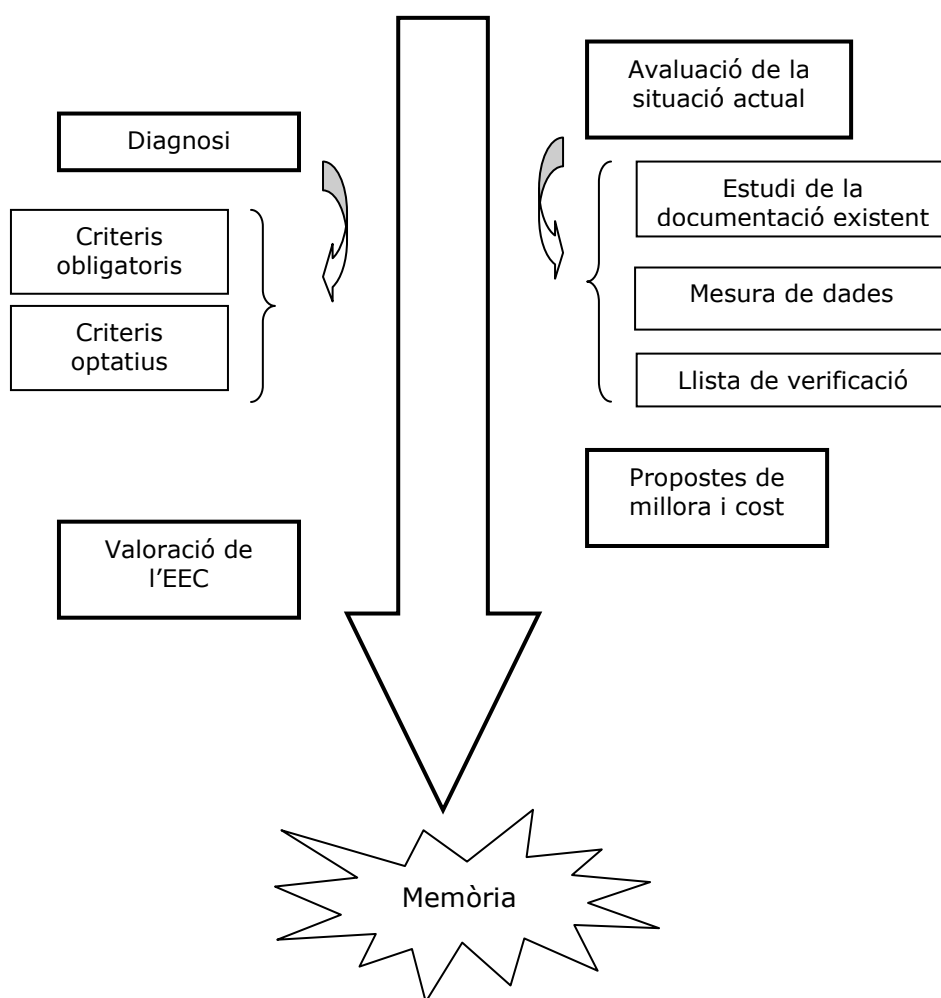 Avaluació de la
situació actual
Diagnosi
Estudi de la
documentació existent
Criteris
obligatoris
Mesura de dades
Criteris
optatius
Llista de verificació
Propostes de
millora i cost
Valoració de
l'EEC
Memòria